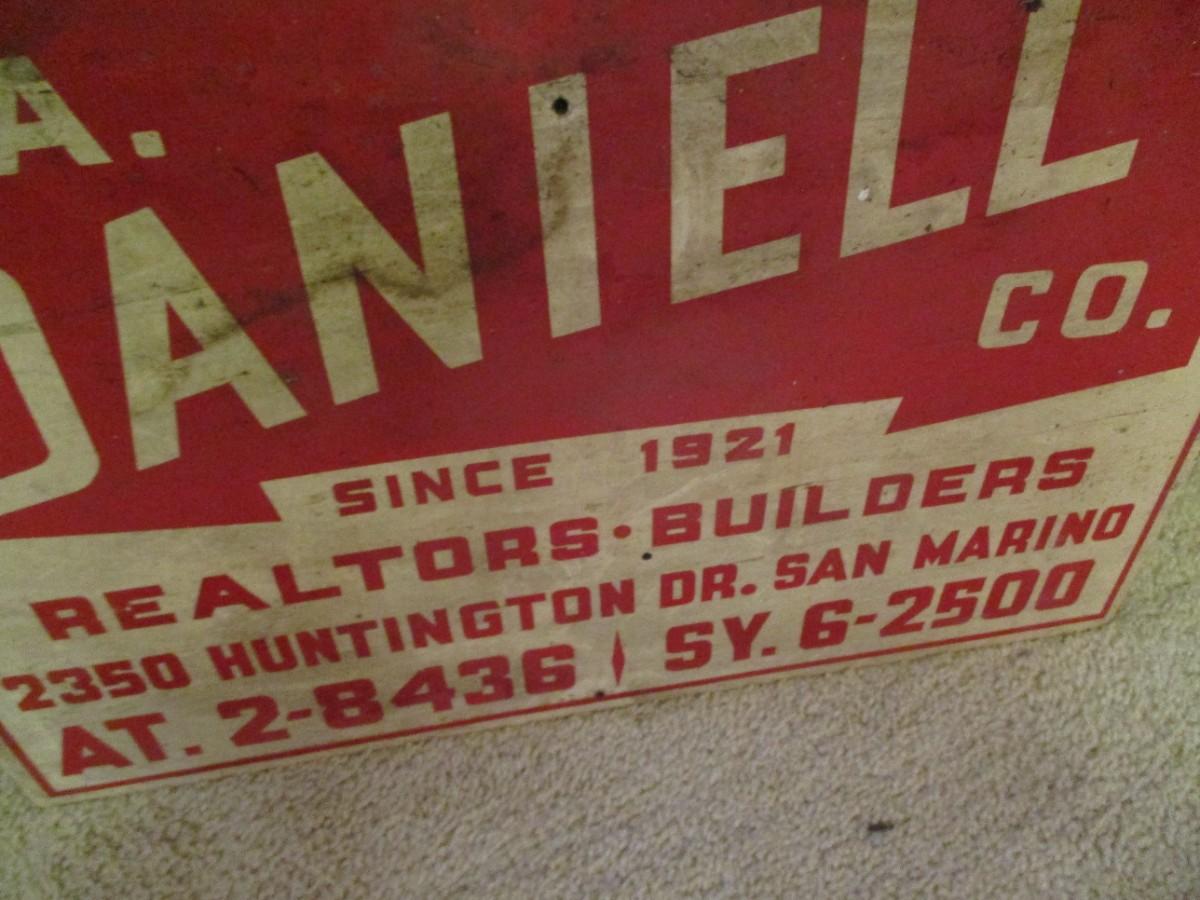 A.
DANIELL
CO.
SINCE 1921
REALTORS·BUILDERS
2350 HUNTINGTON DR. SAN MARINO
AT. 2-8436 SY. 6-2500